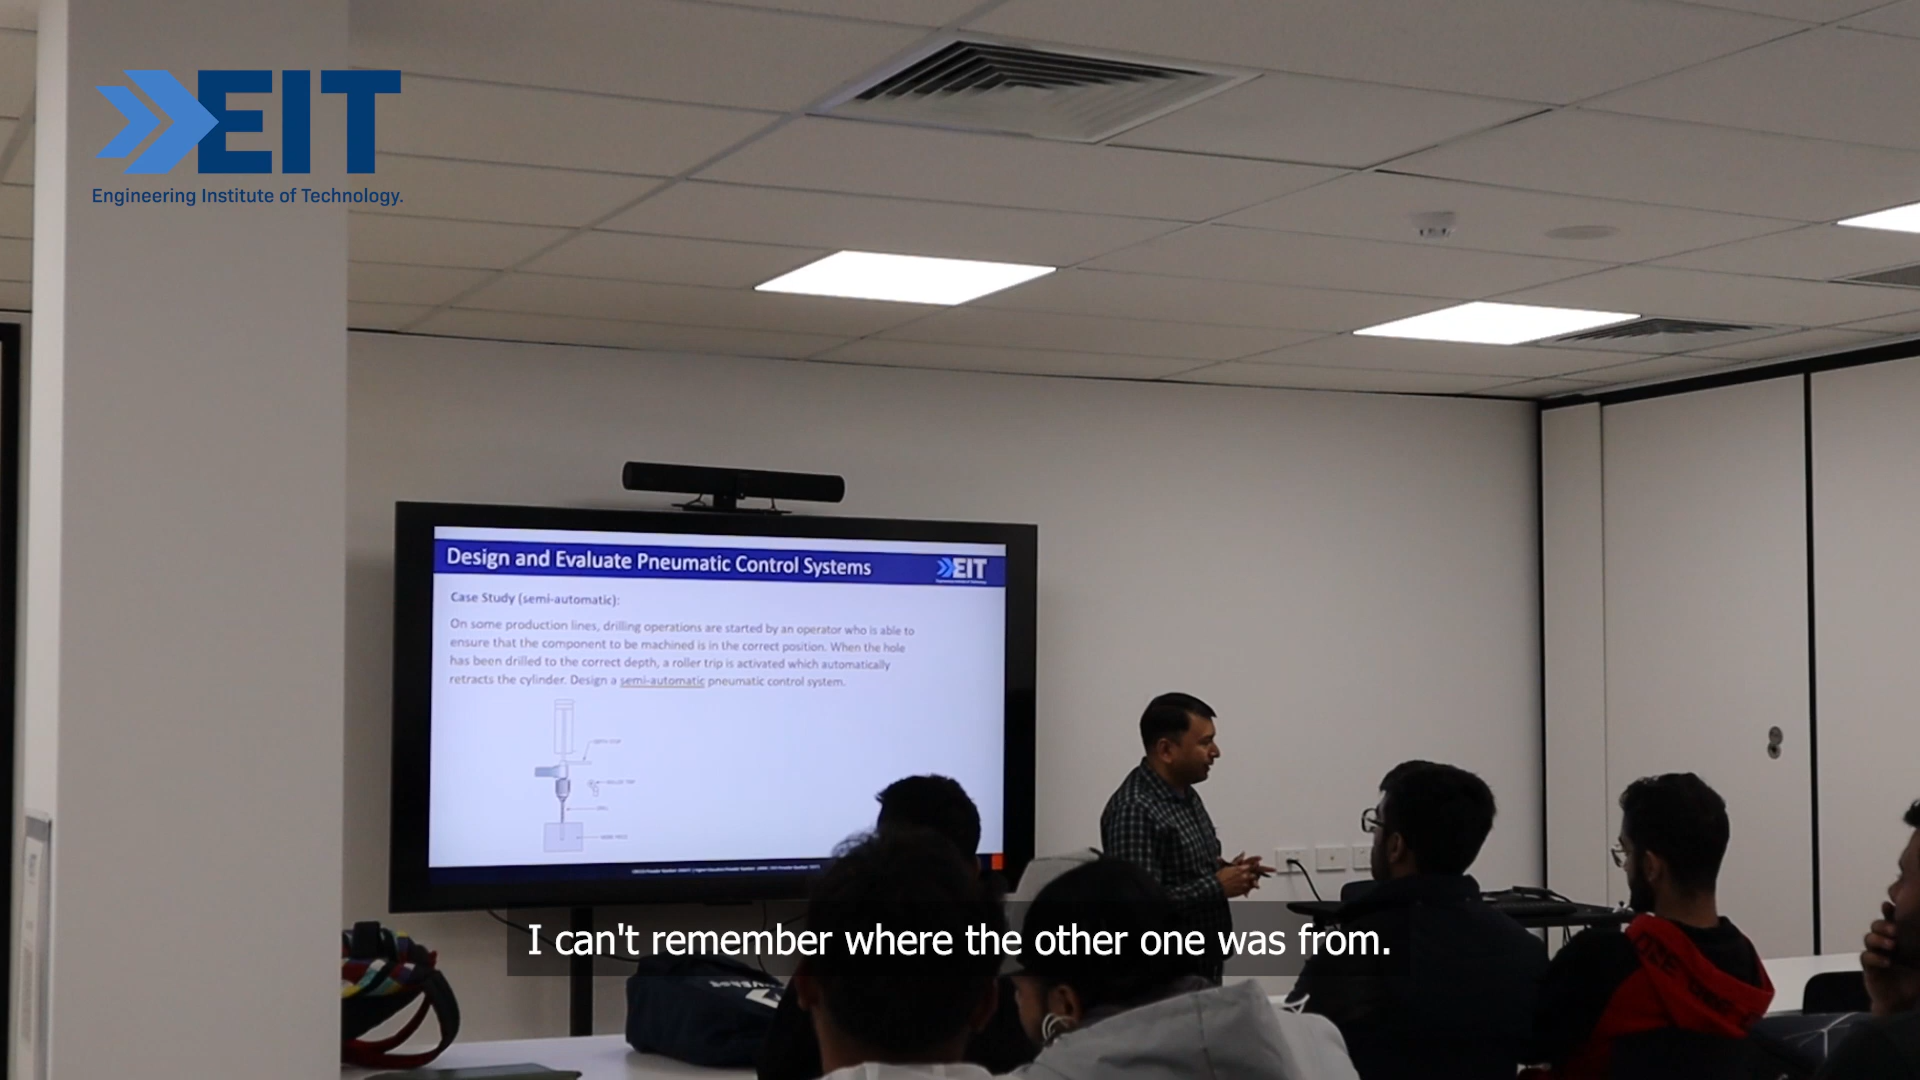 EIT
Engineering Institute of Technology.
Design and Evaluate Pneumatic Control Systems
EIT
Case Study (semi-automatic):
On some production lines, drilling operations are started by an operator who is able to
ensure that the component to be machined is in the correct position. When the hole
has been drilled to the correct depth, a roller trip is activated which automatically
retracts the cylinder. Design a semi-automatic pneumatic control system.
I can't remember where the other one was from.